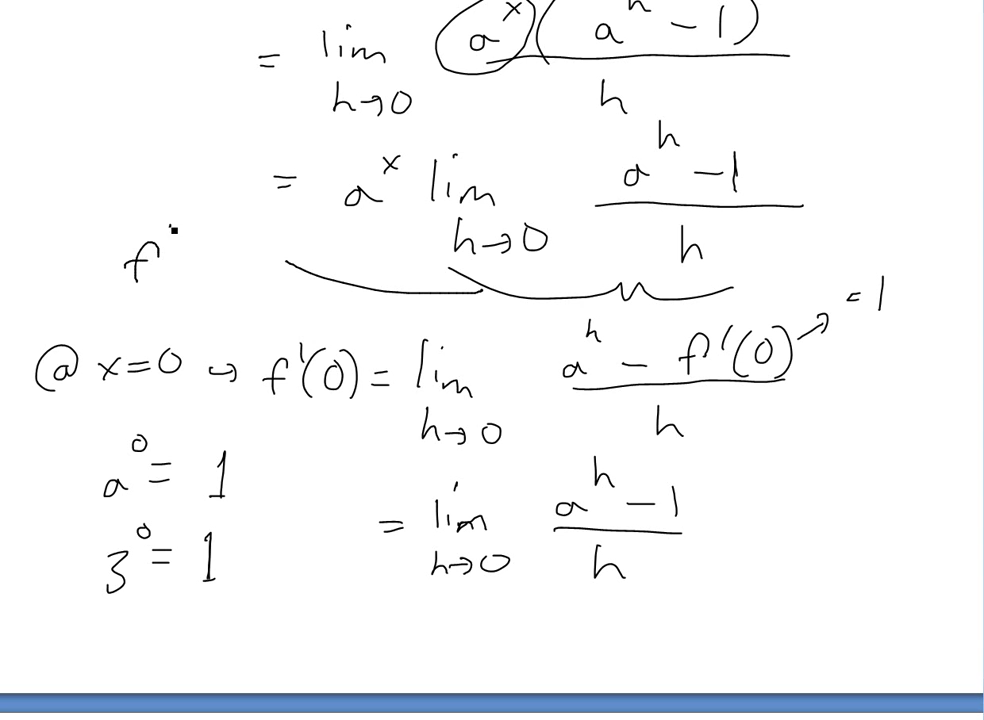 = lim a^x (a^h - 1)
h→0 h
= a^x lim a^h - 1
h→0 h
f
= 1
@ x=0 ↪ f'(0) = lim a^h - f'(0)
h→0 h
a^0 = 1
= lim a^h - 1
3^0 = 1
h→0 h